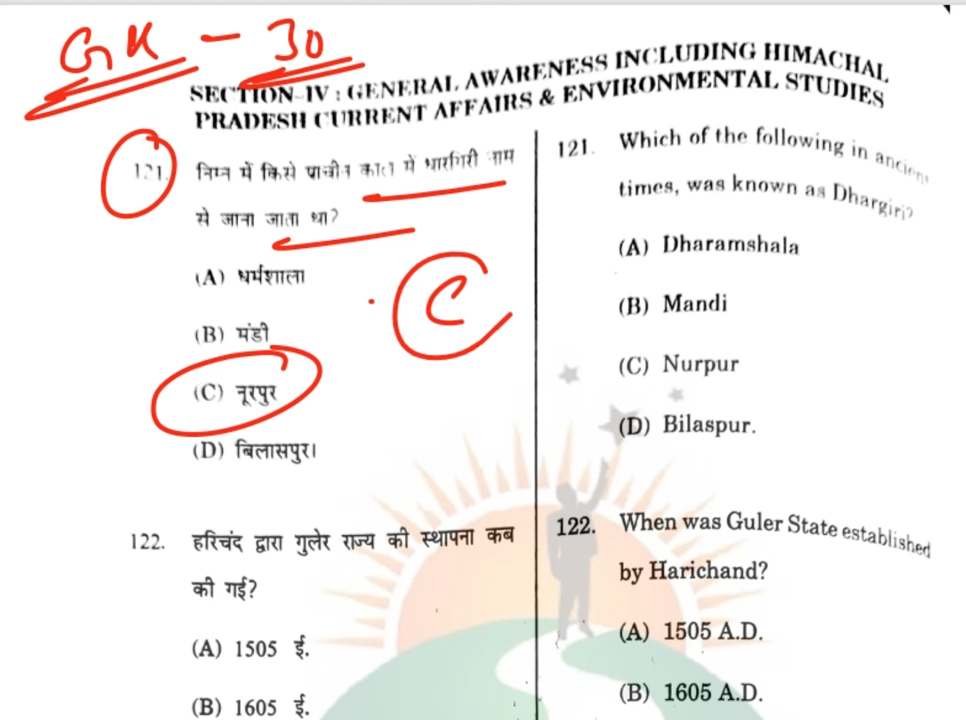 GK - 30
SECTION-IV : GENERAL AWARENESS INCLUDING HIMACHAL
PRADESH CURRENT AFFAIRS & ENVIRONMENTAL STUDIES
121. निम्न में किसे प्राचीन काल में धारगिरी नाम
से जाना जाता था?
(A) धर्मशाला
(B) मंडी
(C) नूरपुर
(D) बिलासपुर।
C
122. हरिचंद द्वारा गुलेर राज्य की स्थापना कब
की गई?
(A) 1505 ई.
(B) 1605 ई.
121. Which of the following in ancient
times, was known as Dhargiri?
(A) Dharamshala
(B) Mandi
(C) Nurpur
(D) Bilaspur.
122. When was Guler State established
by Harichand?
(A) 1505 A.D.
(B) 1605 A.D.